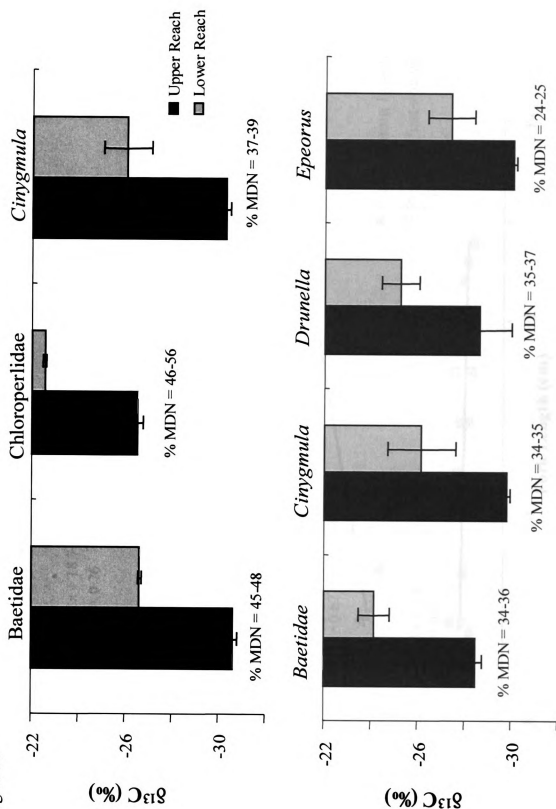 Baetidae
Chloroperlidae
Cinygmula
Upper Reach
Lower Reach
-22
-26
-30
δ¹³C (‰)
% MDN = 45-48
% MDN = 46-56
% MDN = 37-39
Baetidae
Cinygmula
Drunella
Epeorus
-22
-26
-30
δ¹³C (‰)
% MDN = 34-36
% MDN = 34-35
% MDN = 35-37
% MDN = 24-25